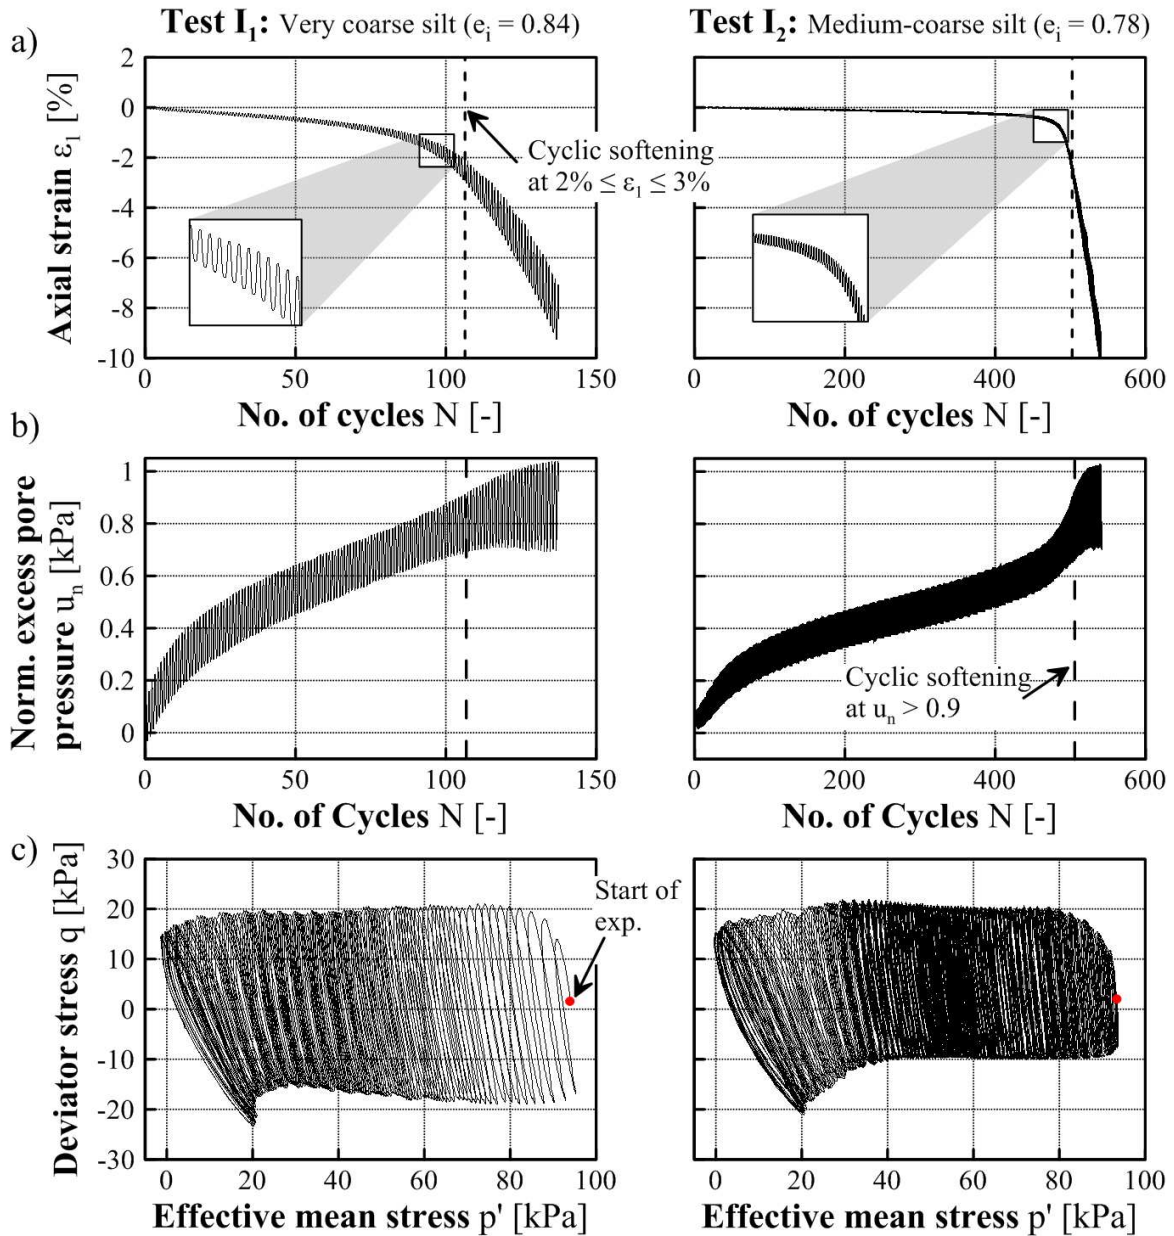 Test I₁: Very coarse silt (eᵢ = 0.84)
Test I₂: Medium-coarse silt (eᵢ = 0.78)
a)
Axial strain ε₁ [%]
2
0
-2
-4
-6
-8
-10
Cyclic softening
at 2% ≤ ε₁ ≤ 3%
0 50 100 150
No. of cycles N [-]
0 200 400 600
No. of cycles N [-]
b)
Norm. excess pore
pressure uₙ [kPa]
1
0.8
0.6
0.4
0.2
0
Cyclic softening
at uₙ > 0.9
0 50 100 150
No. of Cycles N [-]
0 200 400 600
No. of Cycles N [-]
c)
Deviator stress q [kPa]
30
20
10
0
-10
-20
-30
Start of
exp.
0 20 40 60 80 100
Effective mean stress p' [kPa]
0 20 40 60 80 100
Effective mean stress p' [kPa]